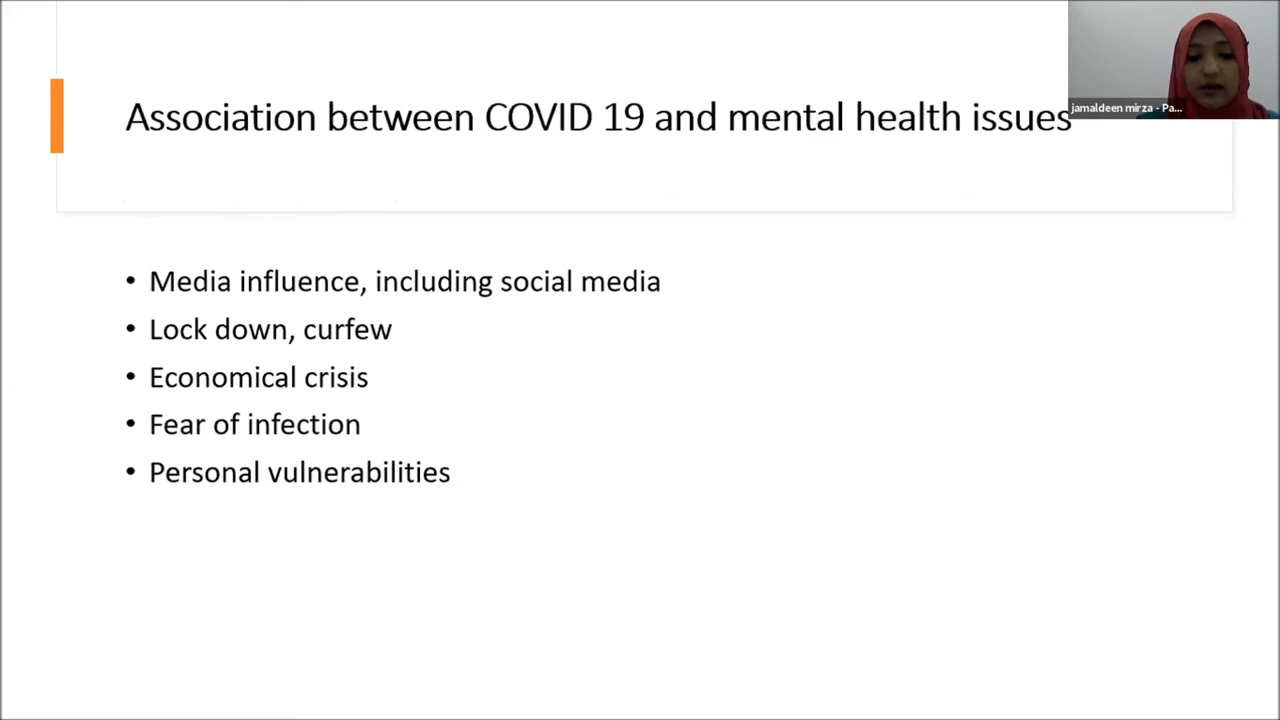 Association between COVID 19 and mental health issues
jamaldeen mirza - Pa...
• Media influence, including social media
• Lock down, curfew
• Economical crisis
• Fear of infection
• Personal vulnerabilities